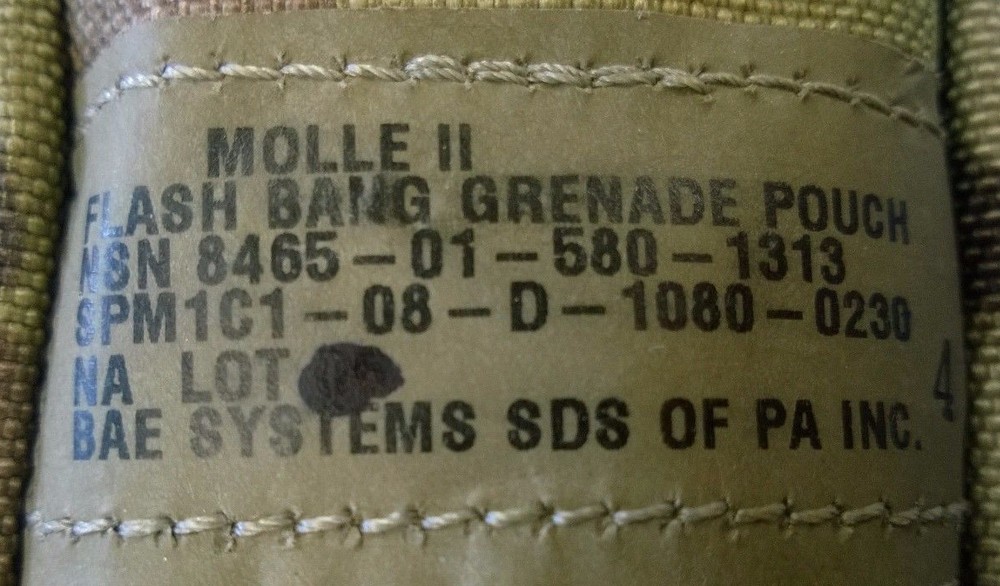 MOLLE II
FLASH BANG GRENADE POUCH
NSN 8465-01-580-1313
SPM1C1-08-D-1080-0230
NA LOT 4
BAE SYSTEMS SDS OF PA INC.